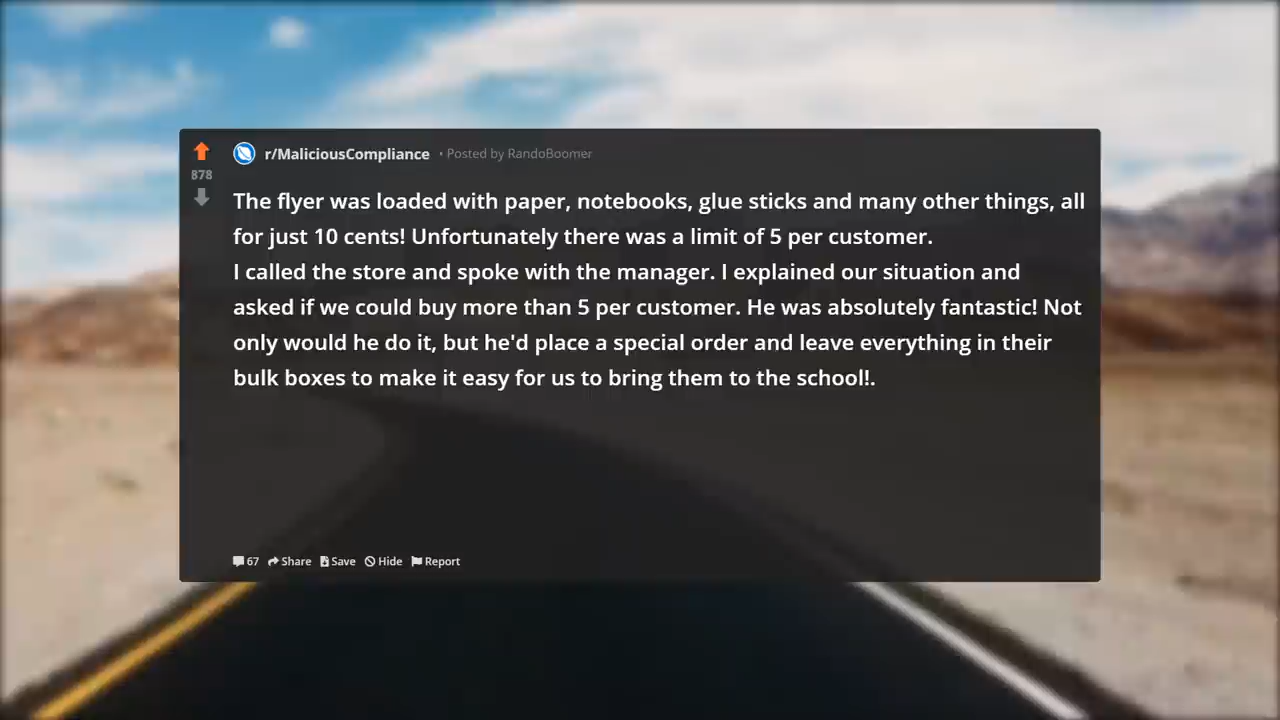 r/MaliciousCompliance • Posted by RandoBoomer
878
The flyer was loaded with paper, notebooks, glue sticks and many other things, all
for just 10 cents! Unfortunately there was a limit of 5 per customer.
I called the store and spoke with the manager. I explained our situation and
asked if we could buy more than 5 per customer. He was absolutely fantastic! Not
only would he do it, but he'd place a special order and leave everything in their
bulk boxes to make it easy for us to bring them to the school!.
67 Share Save Hide Report